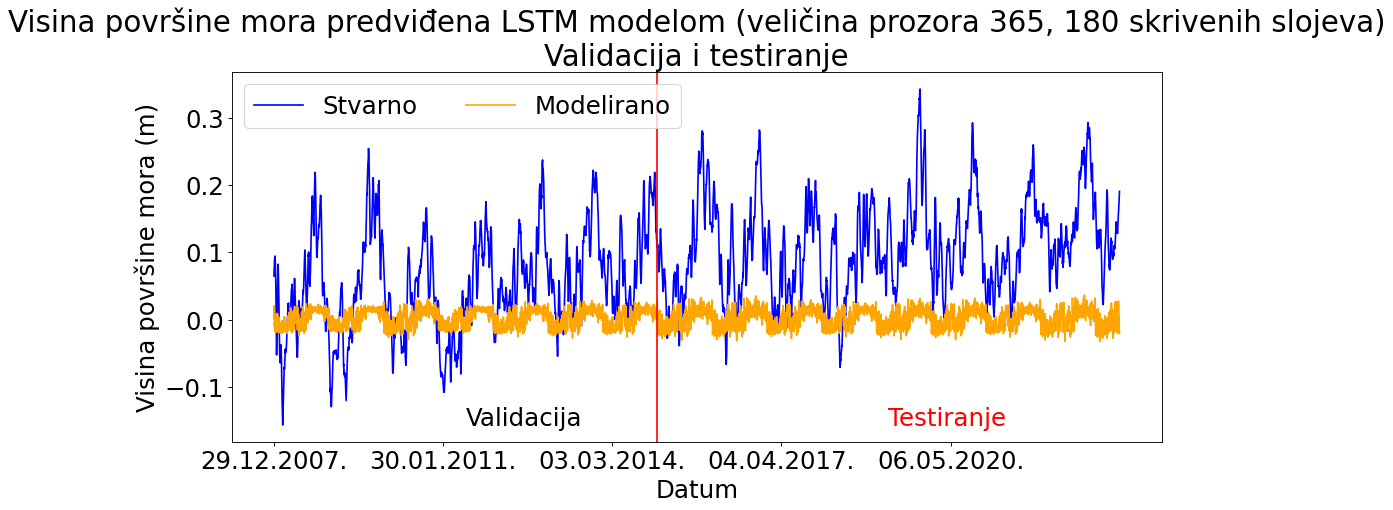 Visina površine mora predviđena LSTM modelom (veličina prozora 365, 180 skrivenih slojeva)
Validacija i testiranje
Stvarno
Modelirano
Visina površine mora (m)
0.3
0.2
0.1
0.0
−0.1
Validacija
Testiranje
29.12.2007.
30.01.2011.
03.03.2014.
04.04.2017.
06.05.2020.
Datum